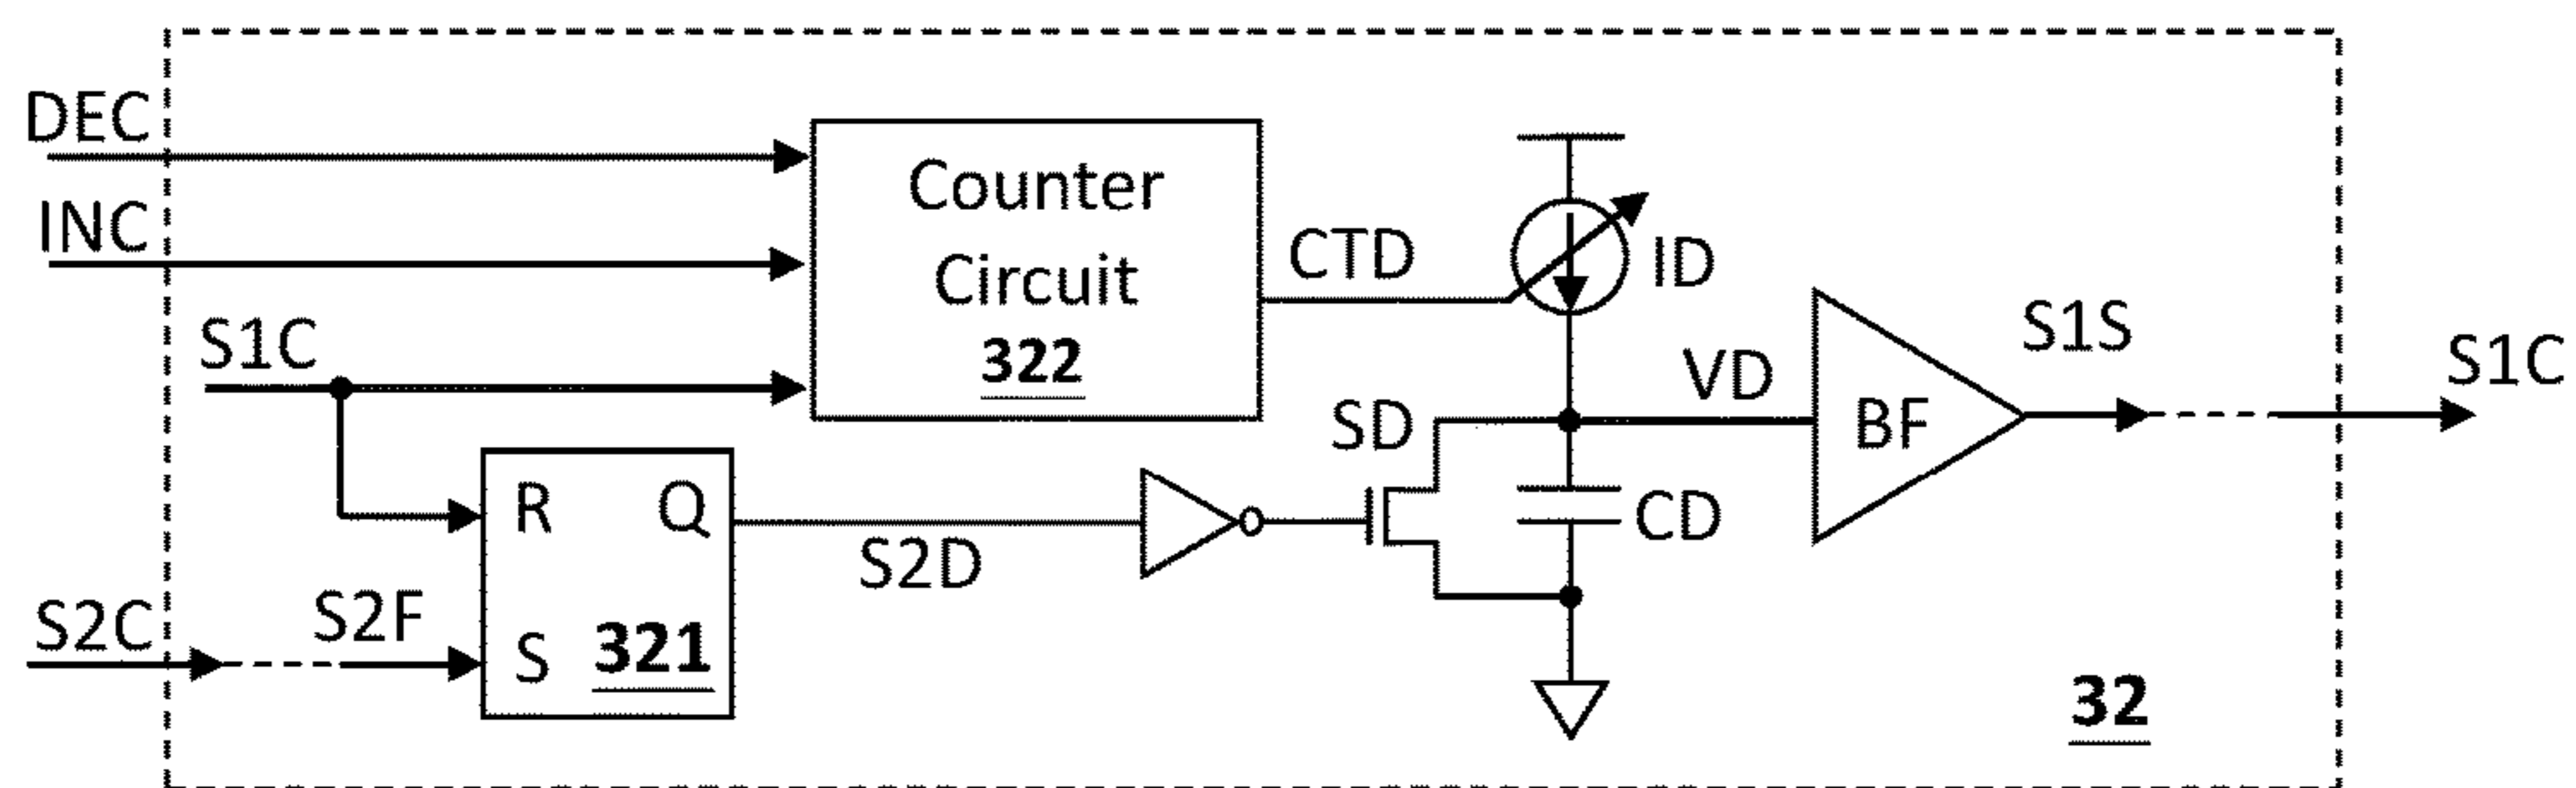 DEC
INC
S1C
Counter
Circuit
322
CTD
ID
VD
BF
S1S
S1C
SD
CD
R
Q
S
321
S2D
S2C
S2F
32